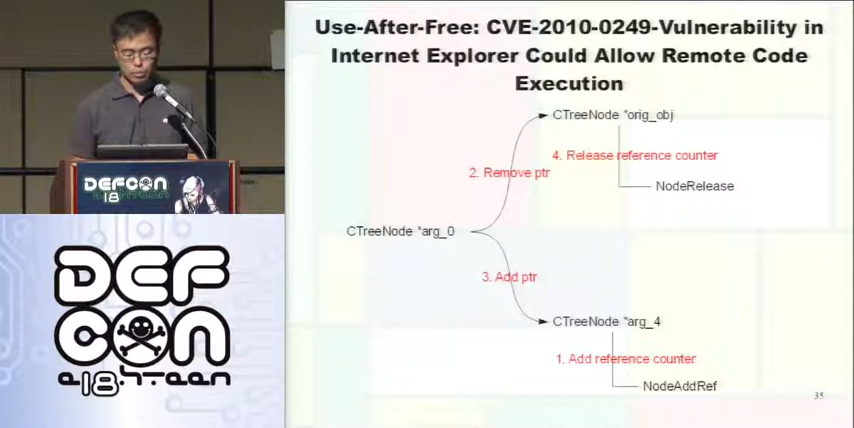 DEFCON
18
Use-After-Free: CVE-2010-0249-Vulnerability in
Internet Explorer Could Allow Remote Code
Execution
CTreeNode *orig_obj
4. Release reference counter
2. Remove ptr
NodeRelease
CTreeNode *arg_0
3. Add ptr
CTreeNode *arg_4
1. Add reference counter
NodeAddRef
35
DEF
CON
e18hteen